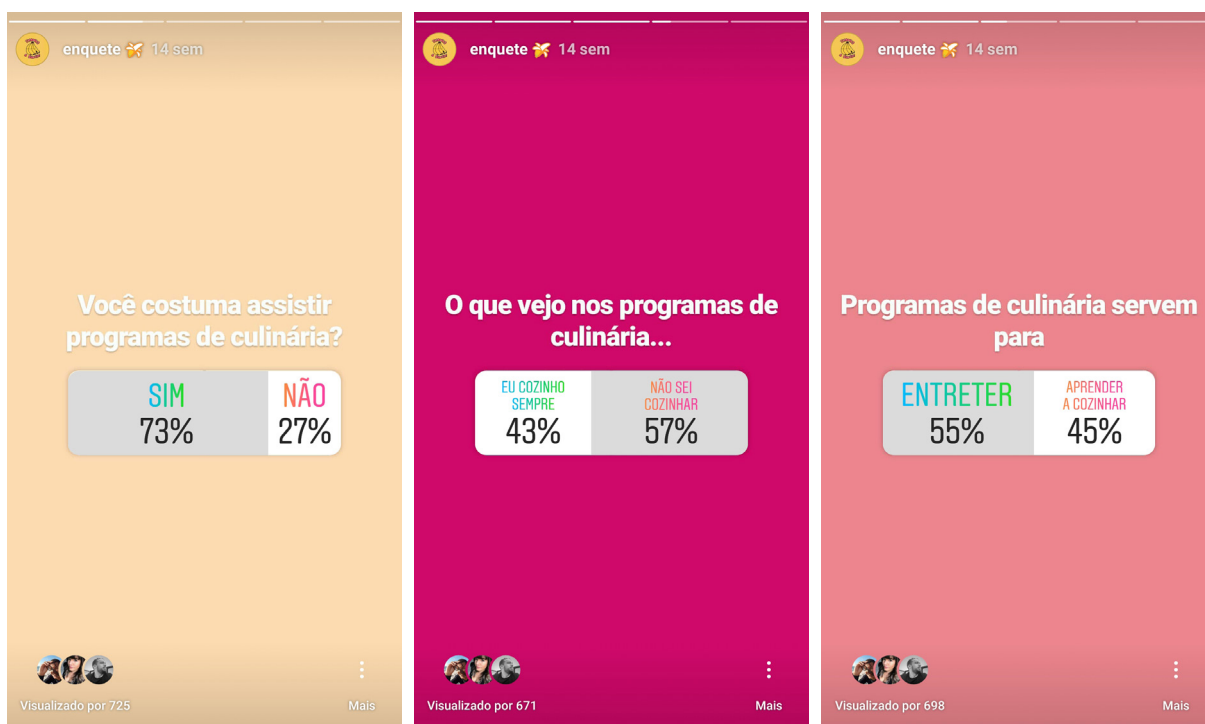 enquete 14 sem
Você costuma assistir
programas de culinária?
SIM
73%
NÃO
27%
Visualizado por 725
Mais
enquete 14 sem
O que vejo nos programas de
culinária...
EU COZINHO
SEMPRE
43%
NÃO SEI
COZINHAR
57%
Visualizado por 671
Mais
enquete 14 sem
Programas de culinária servem
para
ENTRETER
55%
APRENDER
A COZINHAR
45%
Visualizado por 698
Mais